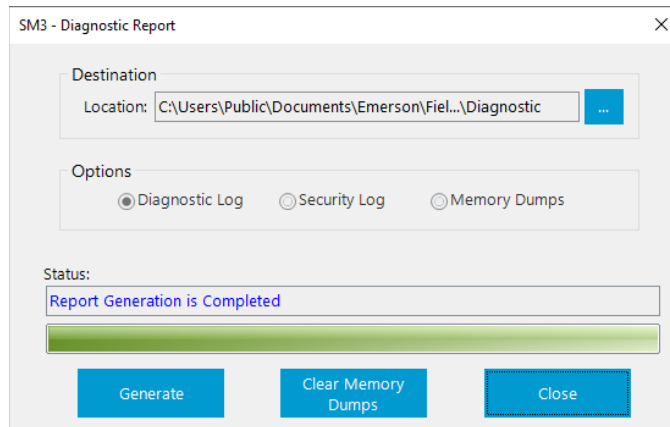 SM3 - Diagnostic Report
Destination
Location: C:\Users\Public\Documents\Emerson\Fiel...\Diagnostic ...
Options
Diagnostic Log Security Log Memory Dumps
Status:
Report Generation is Completed
Generate Clear Memory Dumps Close